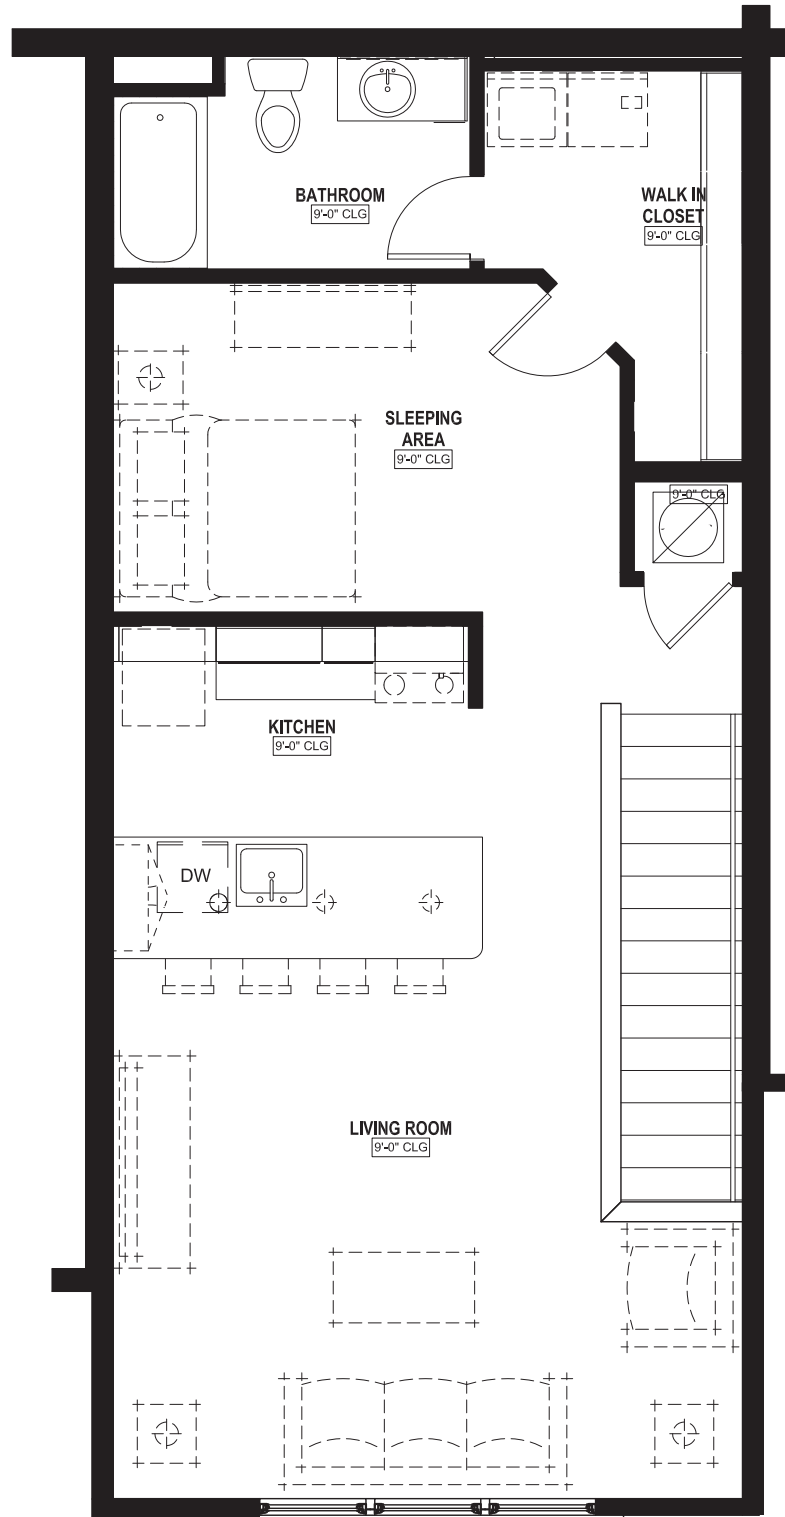 BATHROOM
9'-0" CLG
WALK IN
CLOSET
9'-0" CLG
SLEEPING
AREA
9'-0" CLG
9'-0" CLG
KITCHEN
9'-0" CLG
DW
LIVING ROOM
9'-0" CLG